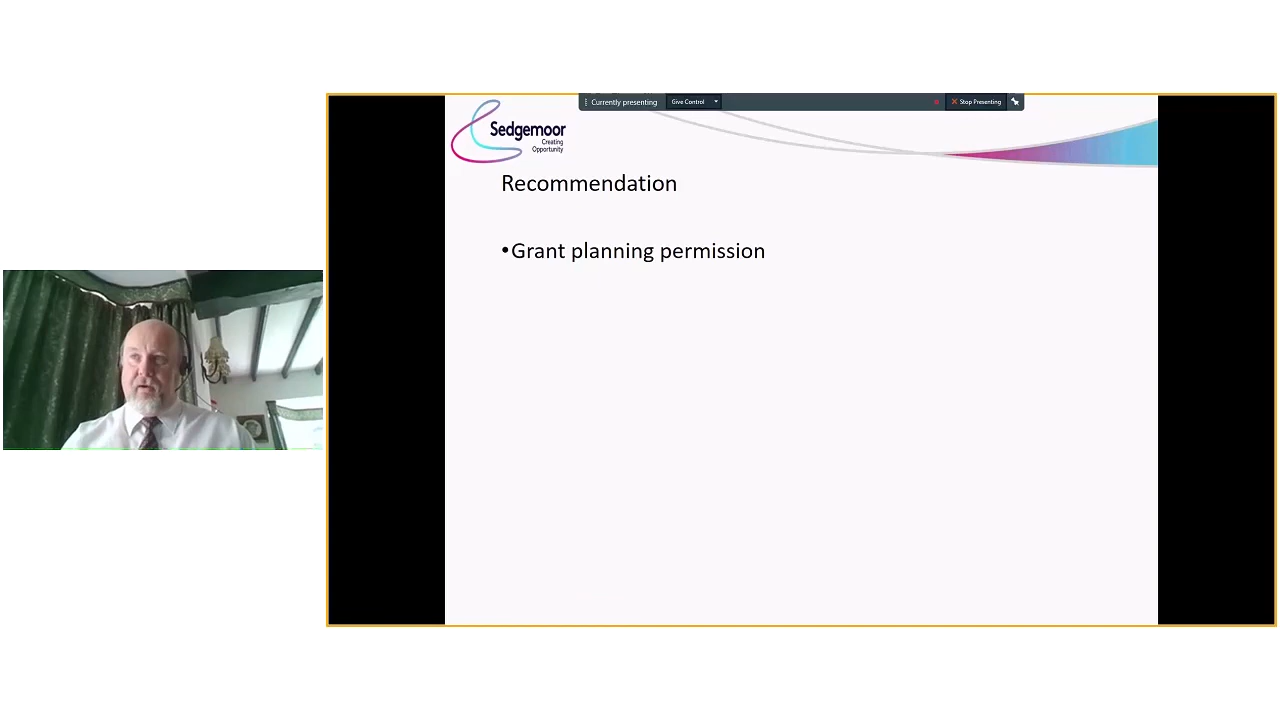 Currently presenting Give Control Stop Presenting
Sedgemoor
Creating
Opportunity
Recommendation
•Grant planning permission